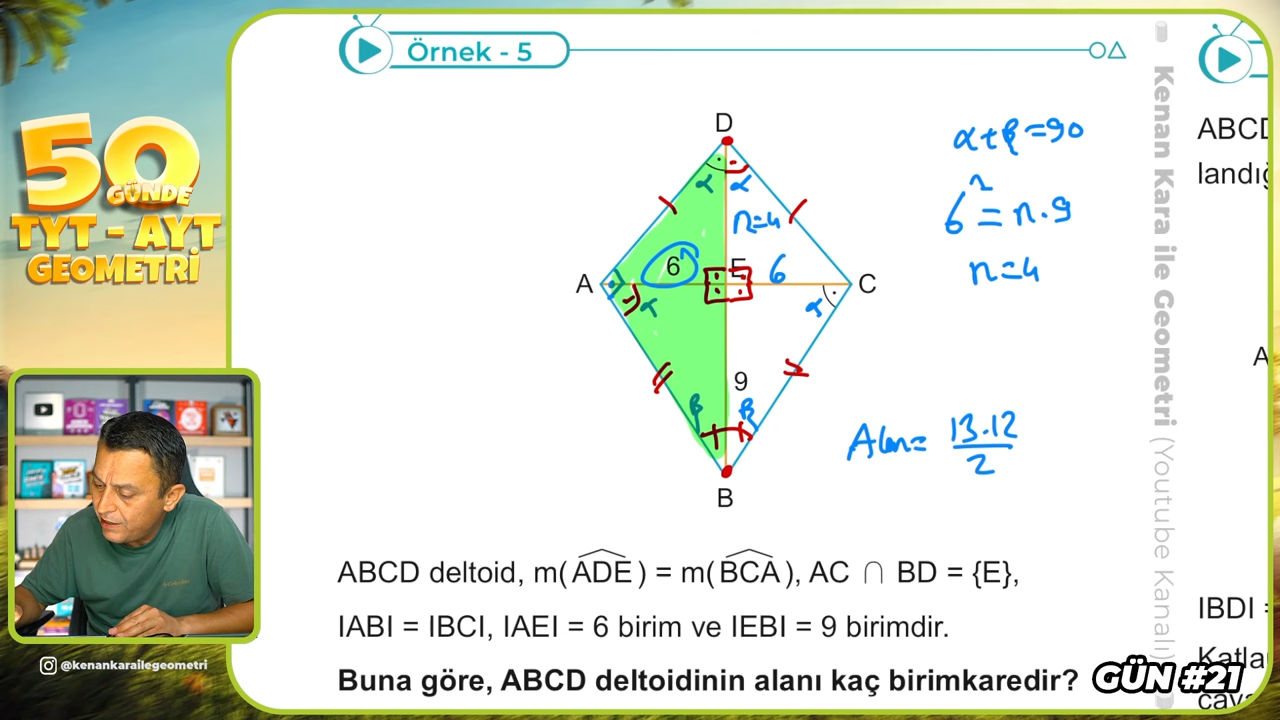 50
GÜNDE
TYT - AYT
GEOMETRİ
Örnek - 5
D
α α
n=4
A
6
E
6
C
α
α
9
β β
B
α+β=90
6² = n.9
n=4
Alan= 13.12
2
ABCD deltoid, m(ADE) = m(BCA), AC ∩ BD = {E},
IABI = IBCI, IAEI = 6 birim ve IEBI = 9 birimdir.
Buna göre, ABCD deltoidinin alanı kaç birimkaredir?
Kenan Kara ile Geometri (Youtube Kanalı)
ABCD
A
IBDI =
Katla
GÜN #21
@kenankarailegeometri